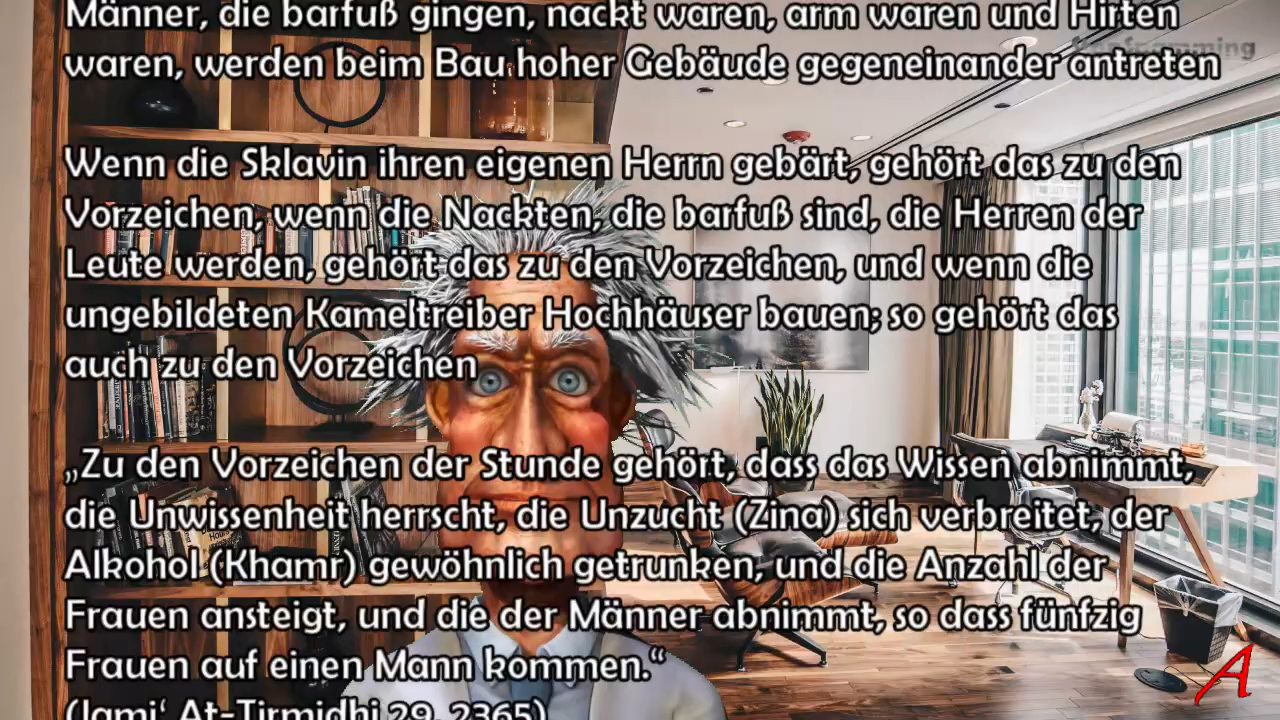 Männer, die barfuß gingen, nackt waren, arm waren und Hirten
waren, werden beim Bau hoher Gebäude gegeneinander antreten
Wenn die Sklavin ihren eigenen Herrn gebärt, gehört das zu den
Vorzeichen, wenn die Nackten, die barfuß sind, die Herren der
Leute werden, gehört das zu den Vorzeichen, und wenn die
ungebildeten Kameltreiber Hochhäuser bauen; so gehört das
auch zu den Vorzeichen
„Zu den Vorzeichen der Stunde gehört, dass das Wissen abnimmt,
die Unwissenheit herrscht, die Unzucht (Zina) sich verbreitet, der
Alkohol (Khamr) gewöhnlich getrunken, und die Anzahl der
Frauen ansteigt, und die der Männer abnimmt, so dass fünfzig
Frauen auf einen Mann kommen.“
(Jami‘ At-Tirmidhi 29, 2365)
A